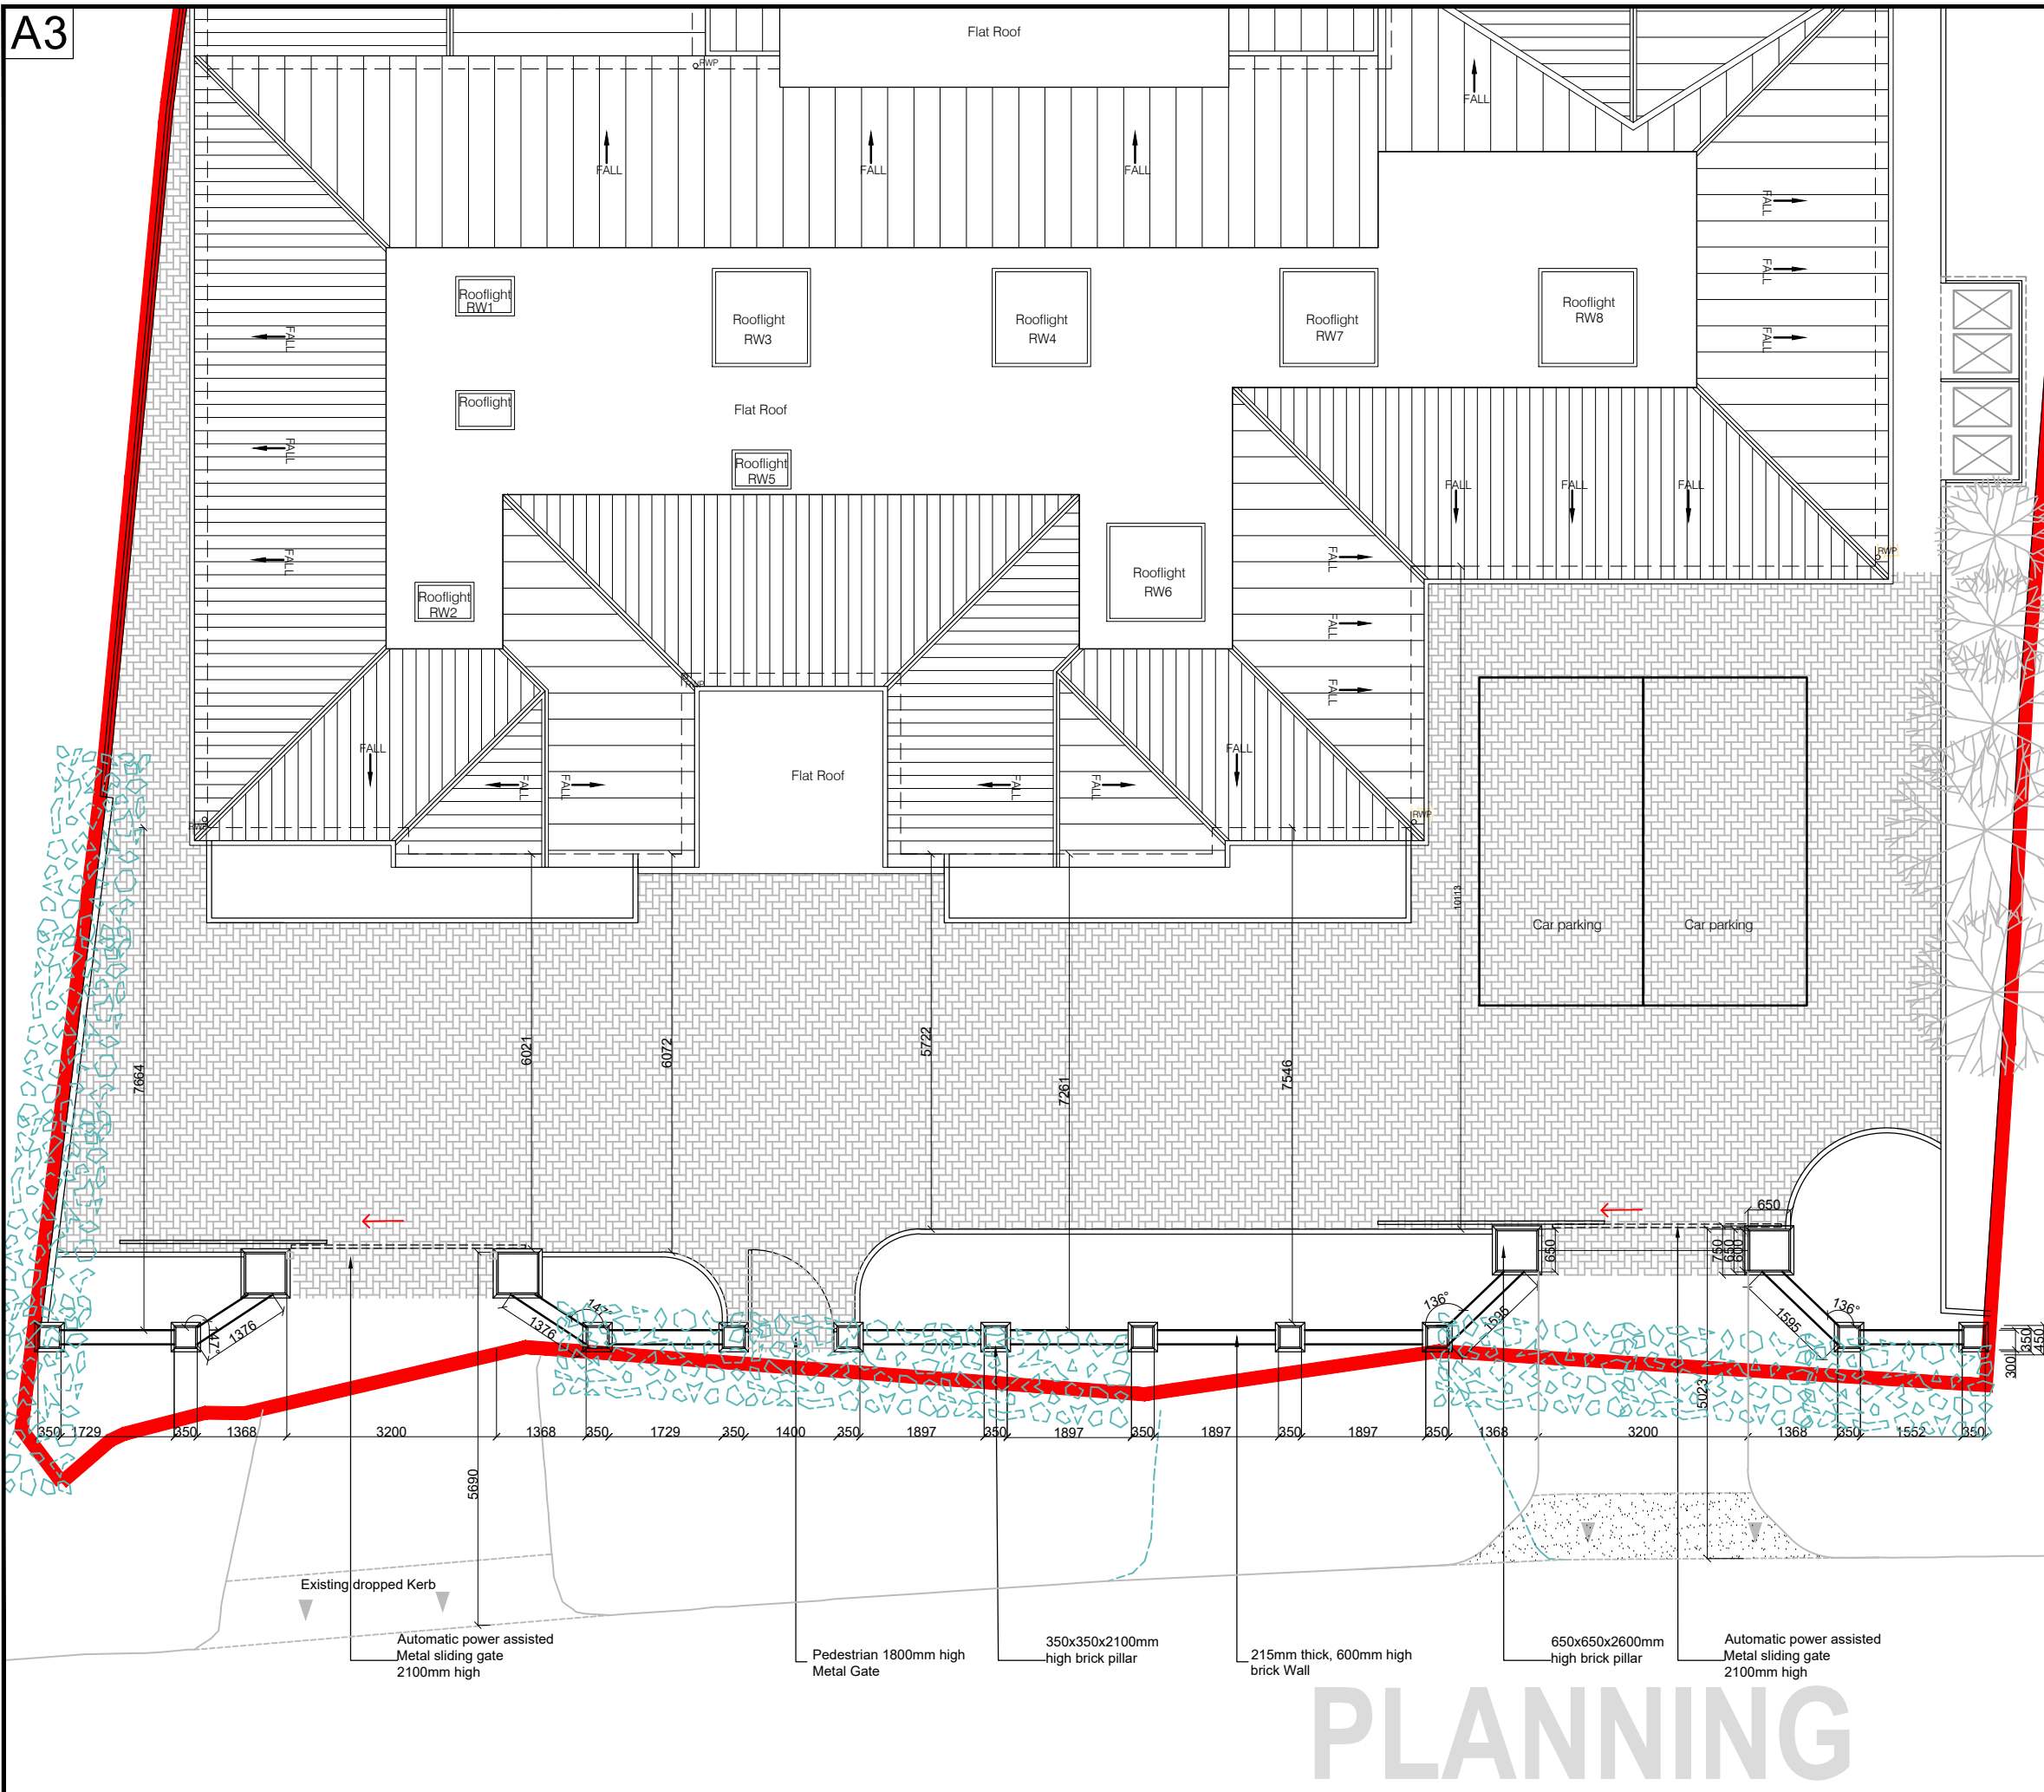 A3
Flat Roof
RWP
FALL
FALL
FALL
FALL
FALL
FALL
FALL
Rooflight
RW1
Rooflight
RW3
Rooflight
RW4
Rooflight
RW7
Rooflight
RW8
FALL
Rooflight
Flat Roof
FALL
Rooflight
RW5
FALL
FALL
FALL
FALL
FALL
RWP
Rooflight
RW2
Rooflight
RW6
FALL
FALL
RWP
FALL
FALL
FALL
FALL
FALL
FALL
FALL
Flat Roof
RWP
RWP
10113
Car parking
Car parking
7664
6021
6072
5722
7261
7546
650
650
750
650
600
147°
1376
1376
147°
136°
1595
1595
136°
300
350
450
5023
350
1729
350
1368
3200
1368
350
1729
350
1400
350
1897
350
1897
350
1897
350
1897
350
1368
3200
1368
350
1552
350
5690
Existing dropped Kerb
Automatic power assisted
Metal sliding gate
2100mm high
Pedestrian 1800mm high
Metal Gate
350x350x2100mm
high brick pillar
215mm thick, 600mm high
brick Wall
650x650x2600mm
high brick pillar
Automatic power assisted
Metal sliding gate
2100mm high
PLANNING